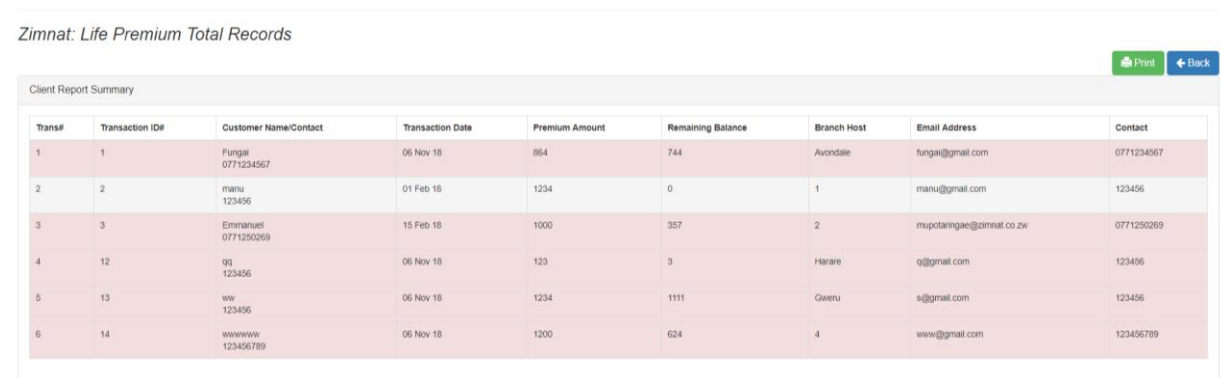 Zimnat: Life Premium Total Records
Print Back
Client Report Summary
Trans# Transaction ID# Customer Name/Contact Transaction Date Premium Amount Remaining Balance Branch Host Email Address Contact
1 1 Fungai 06 Nov 18 864 744 Avondale fungai@gmail.com 0771234567
0771234567
2 2 manu 01 Feb 18 1234 0 1 manu@gmail.com 123456
123456
3 3 Emmanuel 15 Feb 18 1000 357 2 mupotaringae@zimnat.co.zw 0771250269
0771250269
4 12 qq 06 Nov 18 123 3 Harare q@gmail.com 123456
123456
5 13 ww 06 Nov 18 1234 1111 Gweru s@gmail.com 123456
123456
6 14 wwwwww 06 Nov 18 1200 624 4 www@gmail.com 123456789
123456789